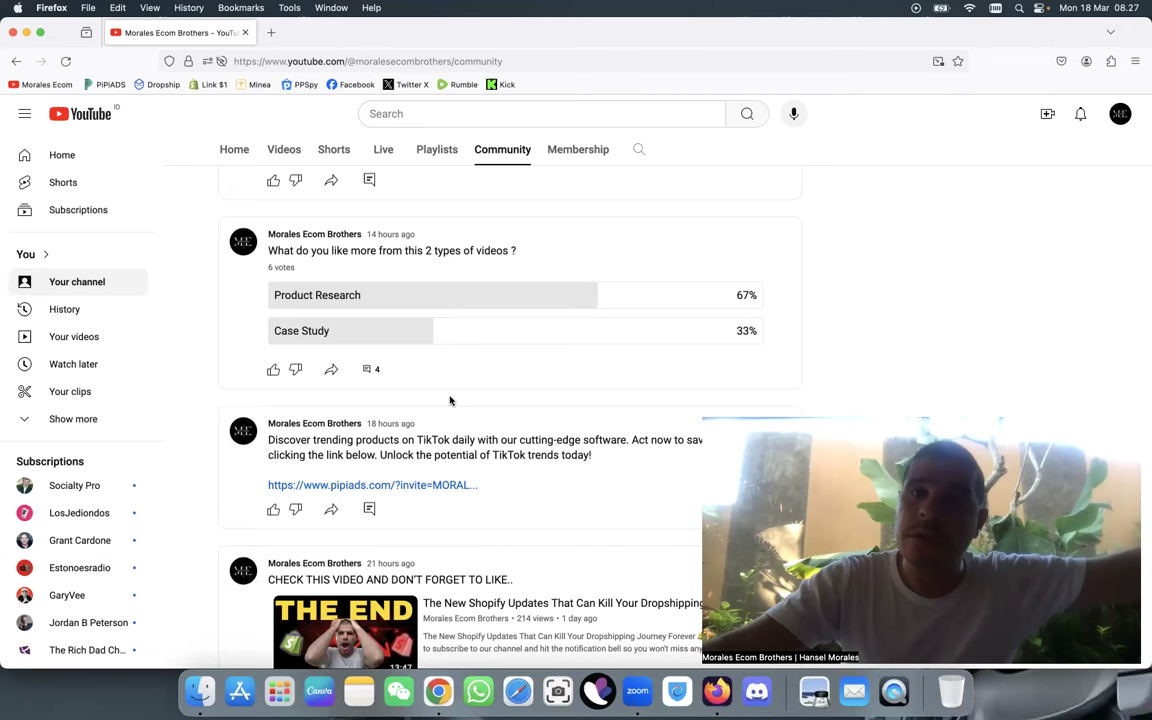 Firefox File Edit View History Bookmarks Tools Window Help Mon 18 Mar 08.27
Morales Ecom Brothers - YouTu
https://www.youtube.com/@moralesecombrothers/community
Morales Ecom PiPiADS Dropship Link $1 Minea PPSpy Facebook Twitter X Rumble Kick
YouTube ID
Search
ME
Home Videos Shorts Live Playlists Community Membership
Home
Shorts
Subscriptions
You
Your channel
History
Your videos
Watch later
Your clips
Show more
Subscriptions
Socialty Pro
LosJediondos
Grant Cardone
Estonoesradio
GaryVee
Jordan B Peterson
The Rich Dad Ch...
Morales Ecom Brothers 14 hours ago
What do you like more from this 2 types of videos ?
6 votes
Product Research 67%
Case Study 33%
4
Morales Ecom Brothers 18 hours ago
Discover trending products on TikTok daily with our cutting-edge software. Act now to sav
clicking the link below. Unlock the potential of TikTok trends today!
https://www.pipiads.com/?invite=MORAL...
Morales Ecom Brothers 21 hours ago
CHECK THIS VIDEO AND DON'T FORGET TO LIKE..
THE END
13:47
The New Shopify Updates That Can Kill Your Dropshipping
Morales Ecom Brothers • 214 views • 1 day ago
The New Shopify Updates That Can Kill Your Dropshipping Journey Forever
to subscribe to our channel and hit the notification bell so you won't miss any
Morales Ecom Brothers | Hansel Morales
Canva
zoom